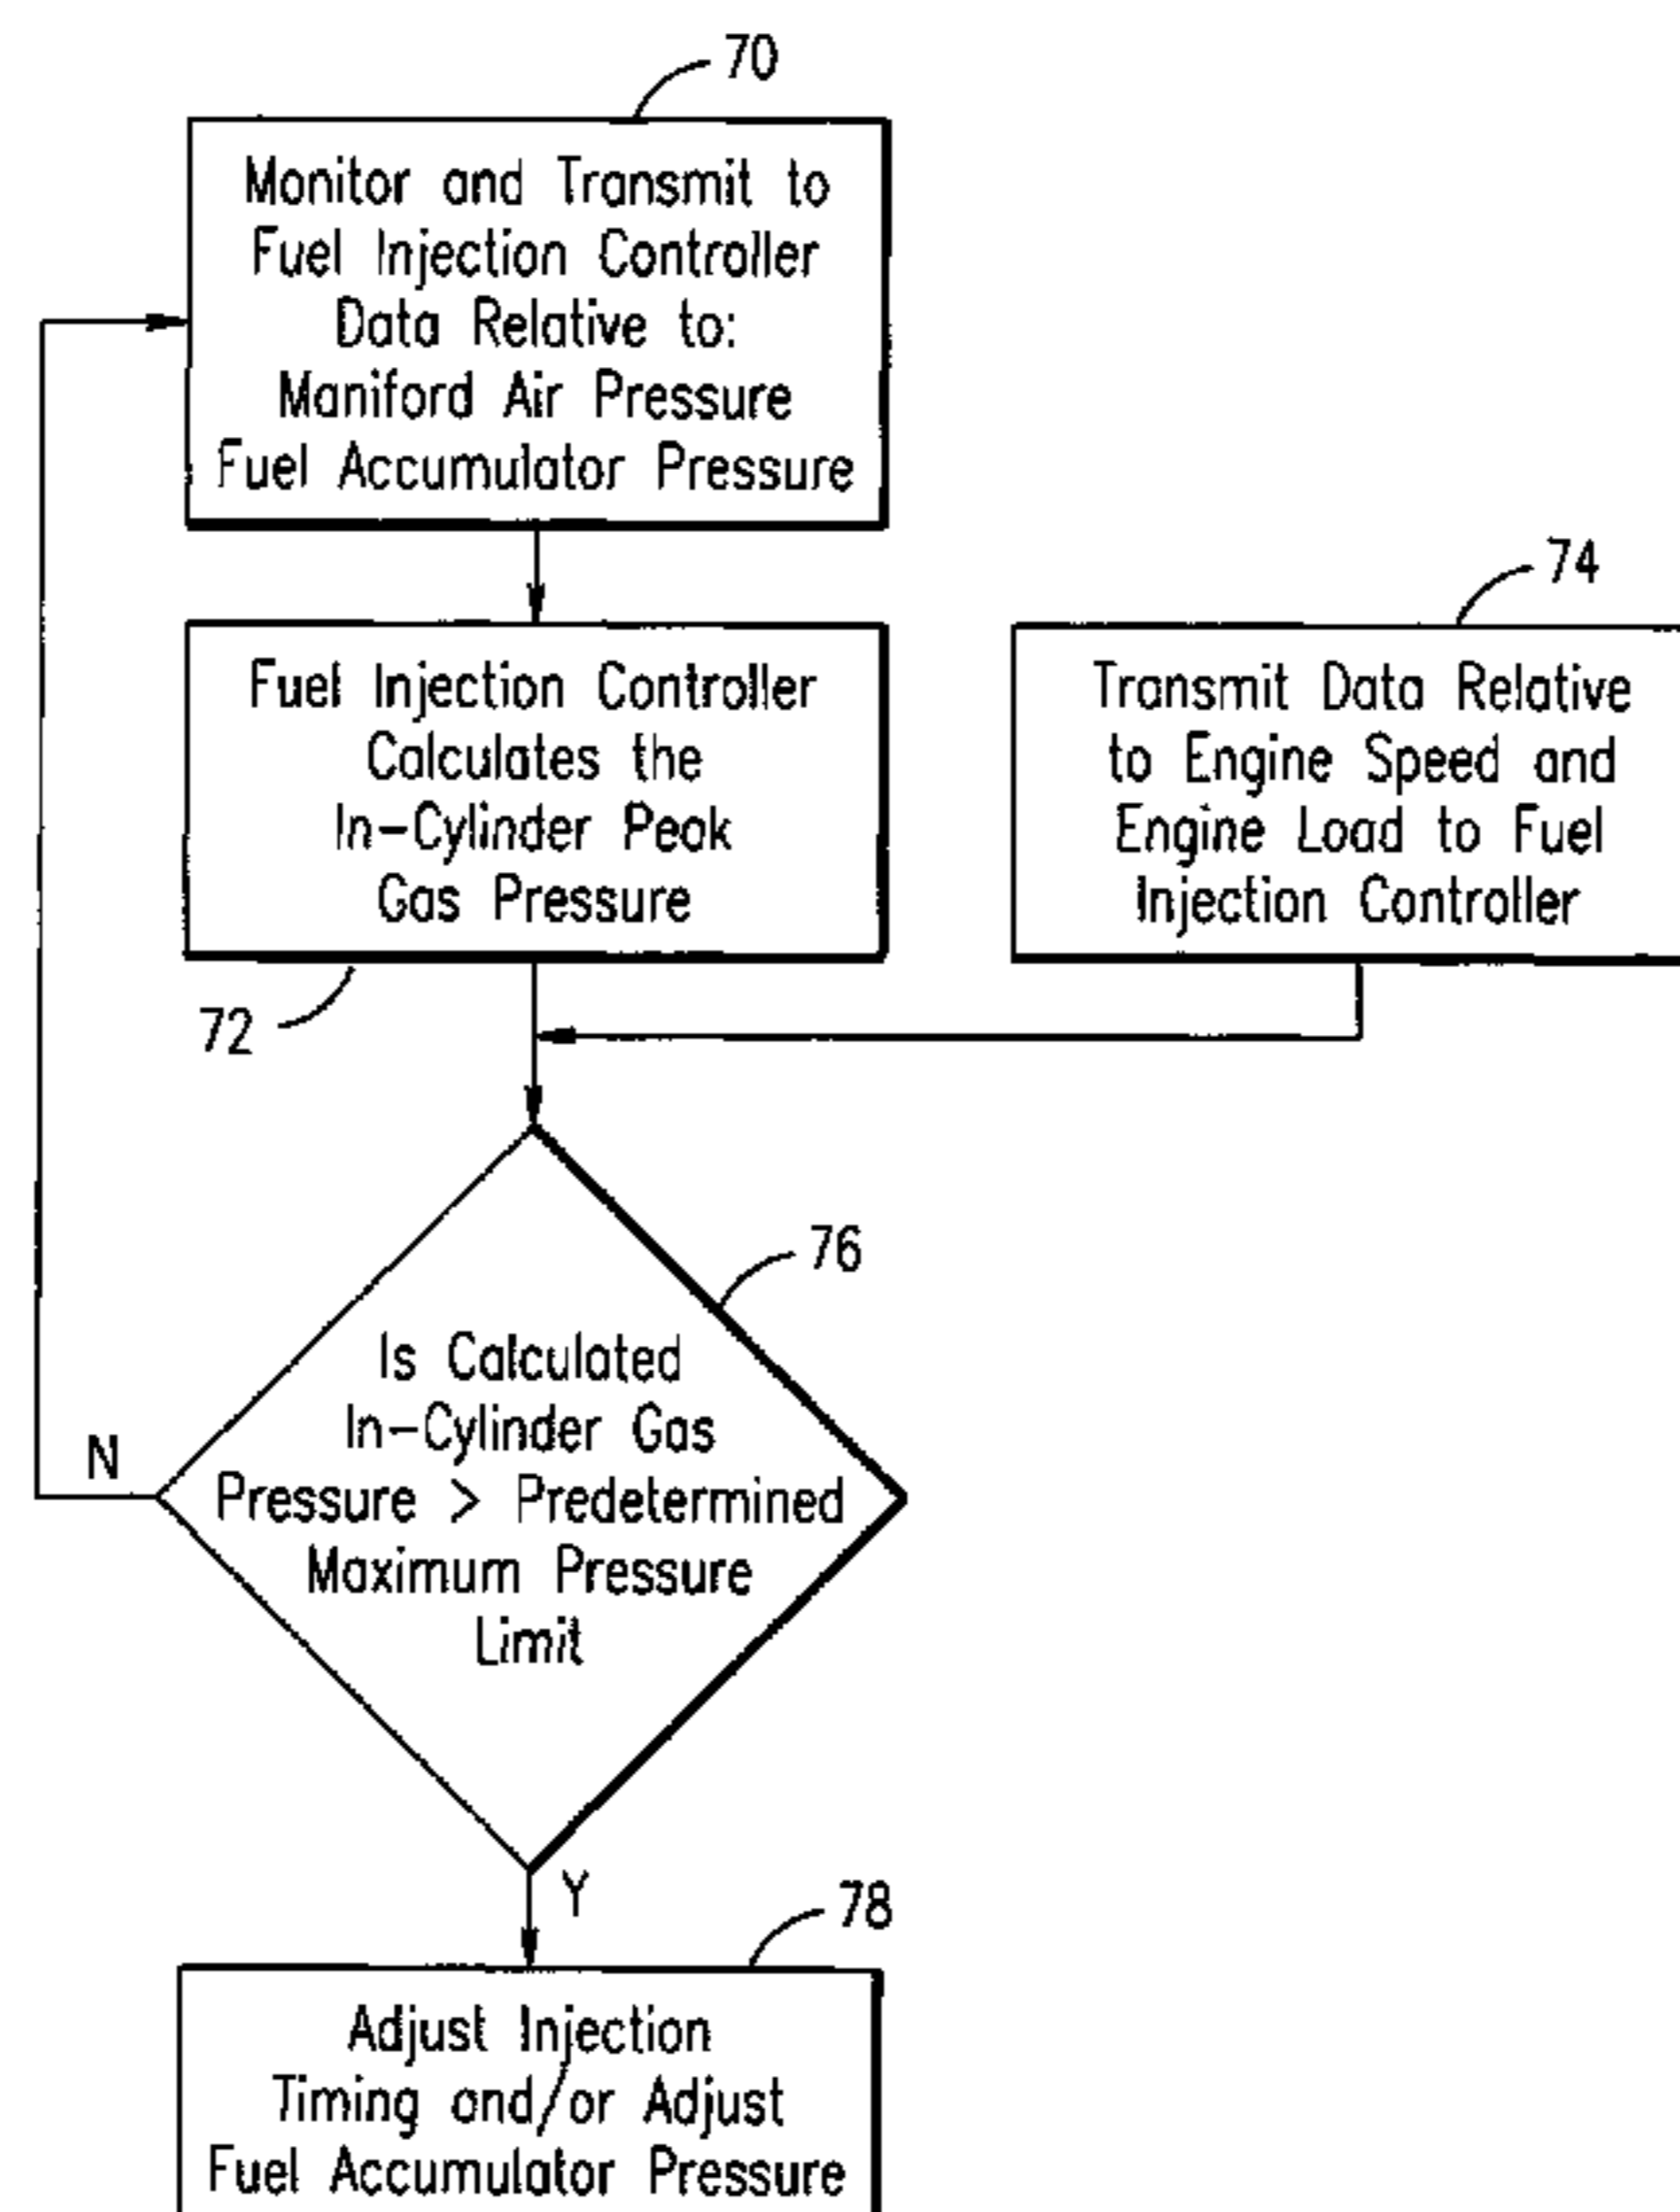 70
Monitor and Transmit to
Fuel Injection Controller
Data Relative to:
Maniford Air Pressure
Fuel Accumulator Pressure
74
Fuel Injection Controller
Calculates the
In-Cylinder Peak
Gas Pressure
72
Transmit Data Relative
to Engine Speed and
Engine Load to Fuel
Injection Controller
76
Is Calculated
In-Cylinder Gas
Pressure > Predetermined
Maximum Pressure
Limit
N
Y
78
Adjust Injection
Timing and/or Adjust
Fuel Accumulator Pressure